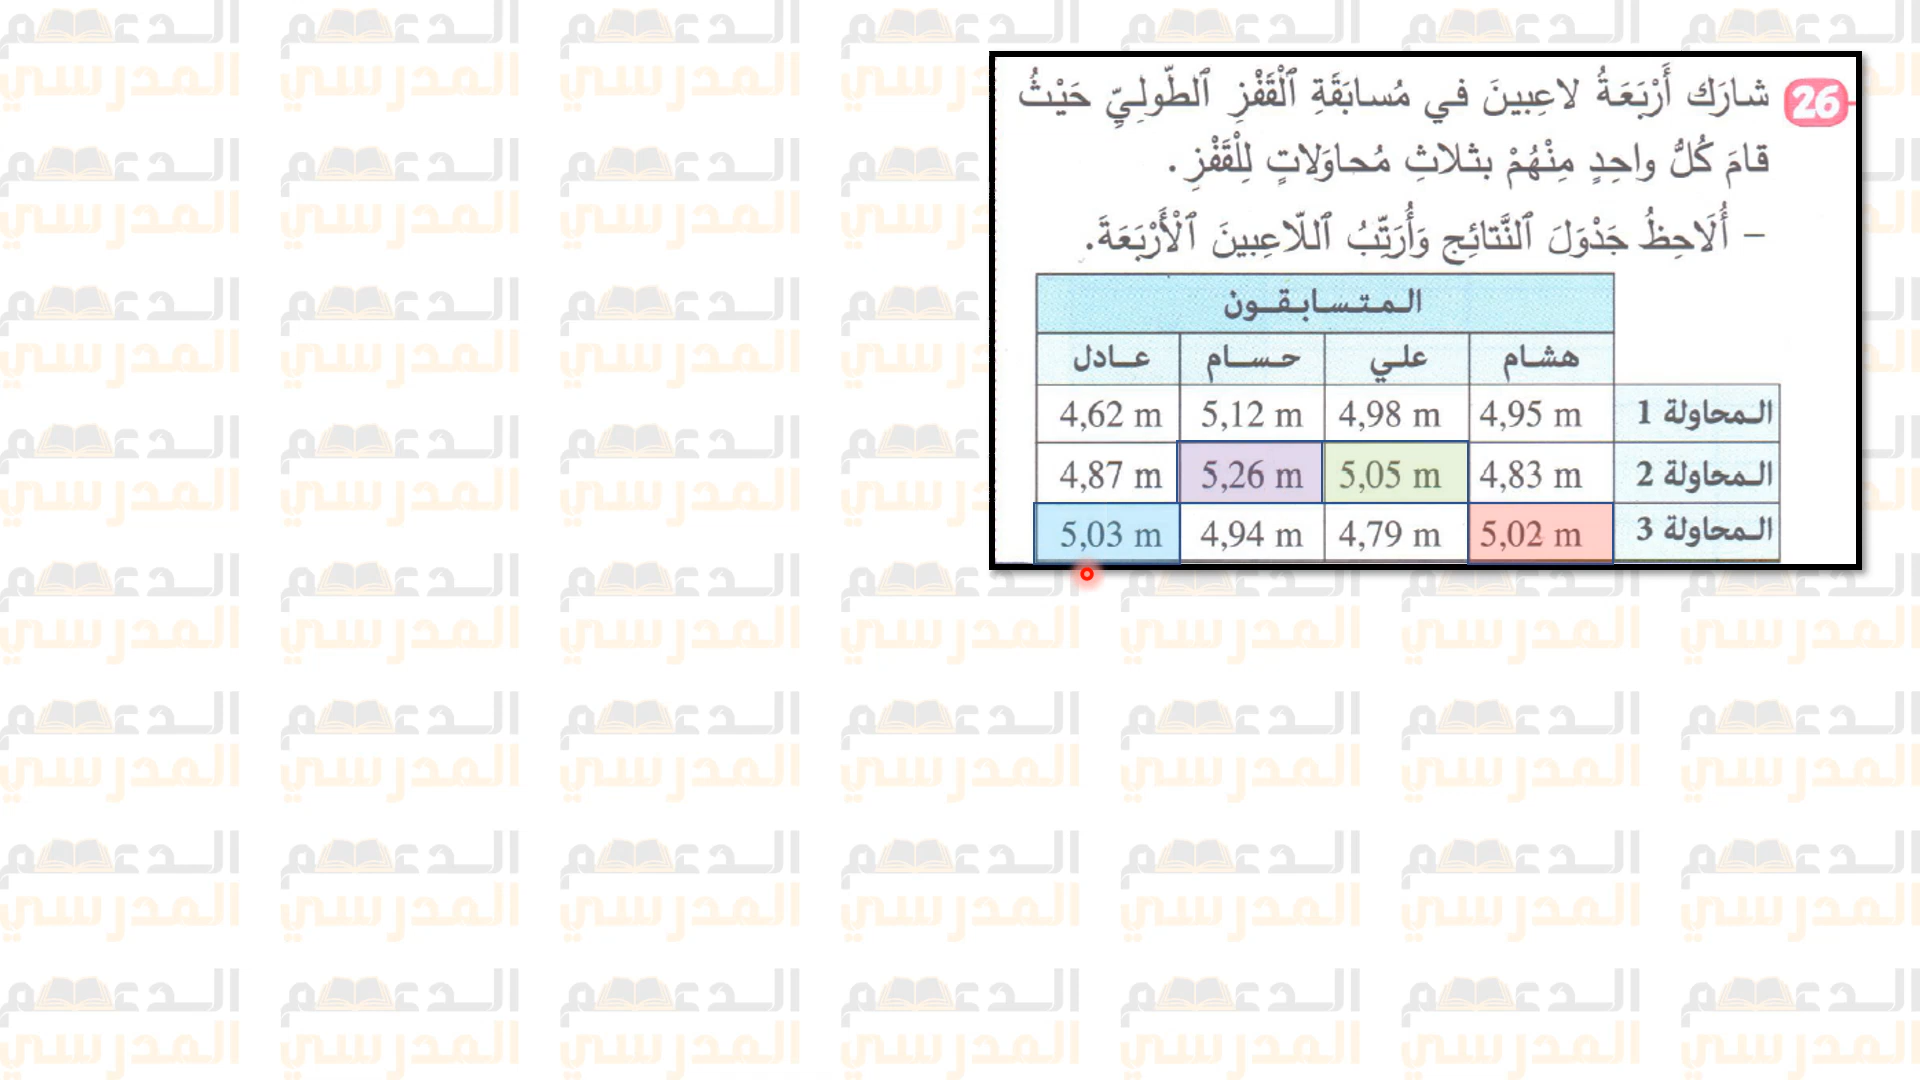 26 شارَك أَرْبَعَةُ لاعِبينَ في مُسابَقَةِ ٱلْقَفْزِ ٱلطّولِيِّ حَيْثُ
قامَ كُلُّ واحِدٍ مِنْهُمْ بثلاثِ مُحاوَلاتٍ لِلْقَفْزِ.
– أُلَاحِظُ جَدْوَلَ ٱلنَّتائِج وَأُرَتِّبُ ٱللّاعِبينَ ٱلْأَرْبَعَةَ.
المتسابقون
هشام علي حسام عادل
المحاولة 1 4,95 m 4,98 m 5,12 m 4,62 m
المحاولة 2 4,83 m 5,05 m 5,26 m 4,87 m
المحاولة 3 5,02 m 4,79 m 4,94 m 5,03 m
الدعم
المدرسي